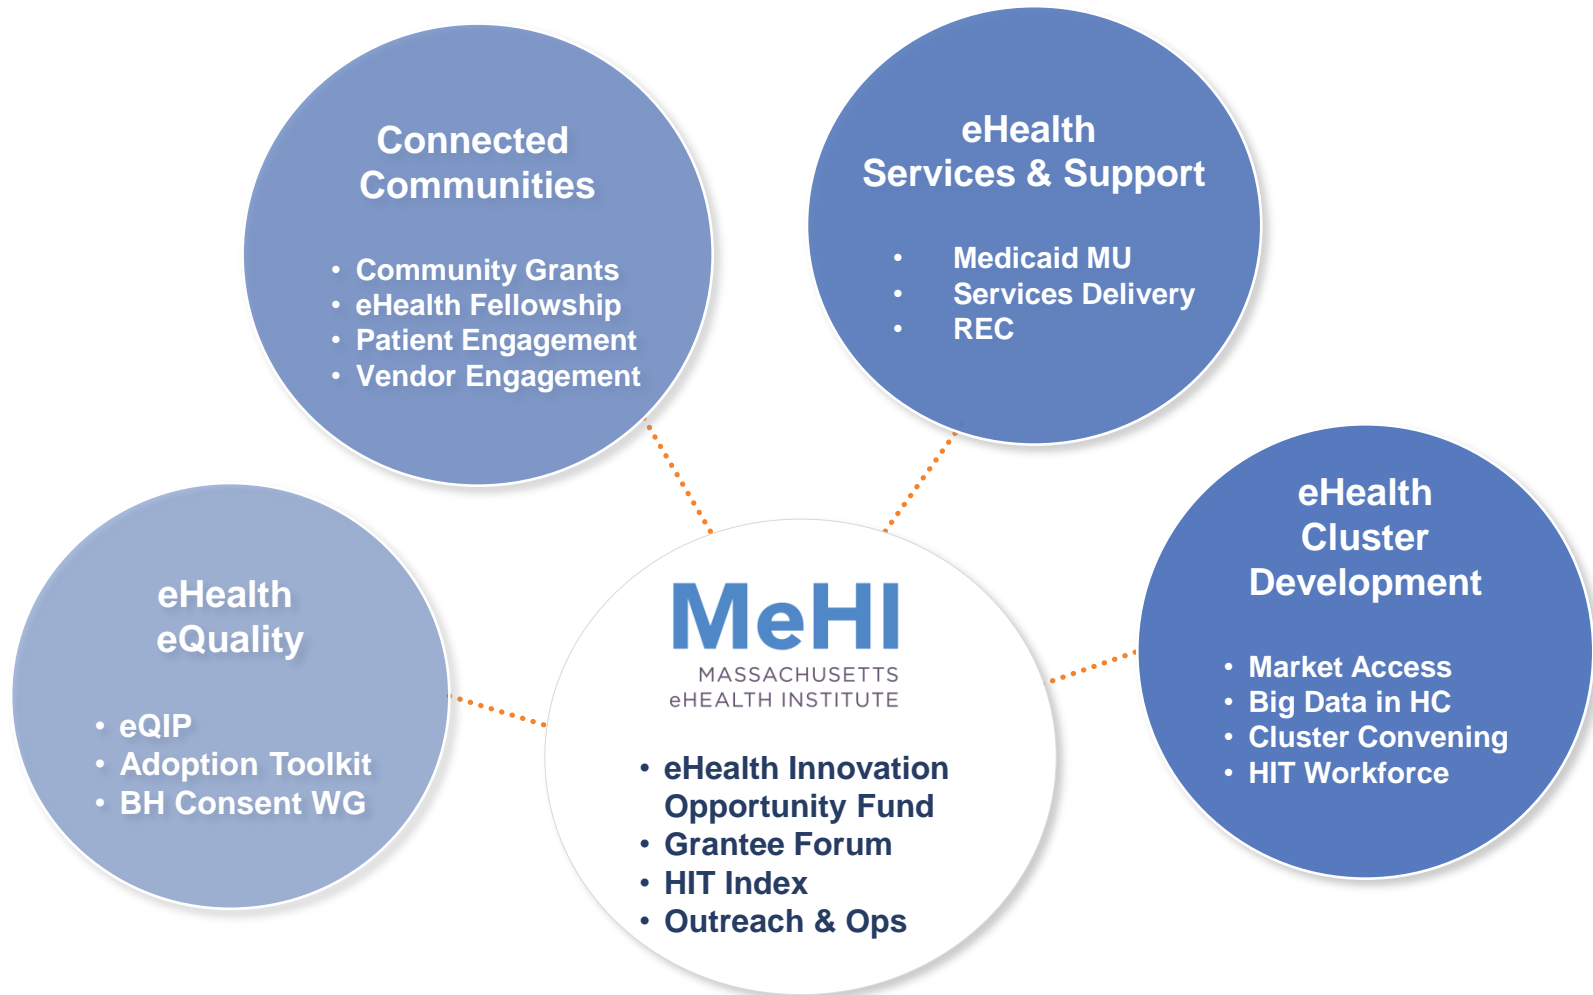 Connected
Communities
• Community Grants
• eHealth Fellowship
• Patient Engagement
• Vendor Engagement
eHealth
Services & Support
• Medicaid MU
• Services Delivery
• REC
eHealth
eQuality
• eQIP
• Adoption Toolkit
• BH Consent WG
MeHI
MASSACHUSETTS
eHEALTH INSTITUTE
• eHealth Innovation
Opportunity Fund
• Grantee Forum
• HIT Index
• Outreach & Ops
eHealth
Cluster
Development
• Market Access
• Big Data in HC
• Cluster Convening
• HIT Workforce